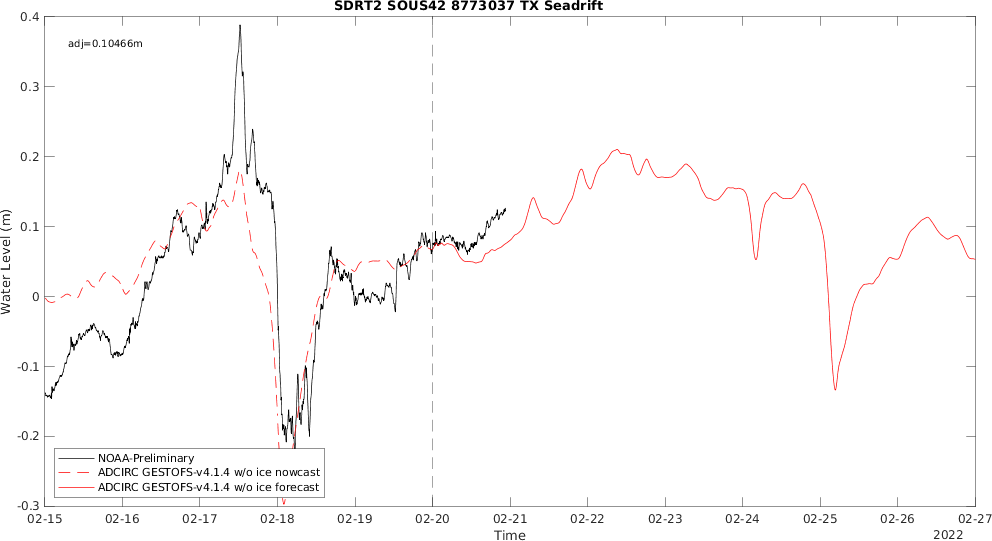 SDRT2 SOUS42 8773037 TX Seadrift
adj=0.10466m
Water Level (m)
0.4
0.3
0.2
0.1
0
-0.1
-0.2
-0.3
NOAA-Preliminary
ADCIRC GESTOFS-v4.1.4 w/o ice nowcast
ADCIRC GESTOFS-v4.1.4 w/o ice forecast
02-15 02-16 02-17 02-18 02-19 02-20 02-21 02-22 02-23 02-24 02-25 02-26 02-27
Time
2022